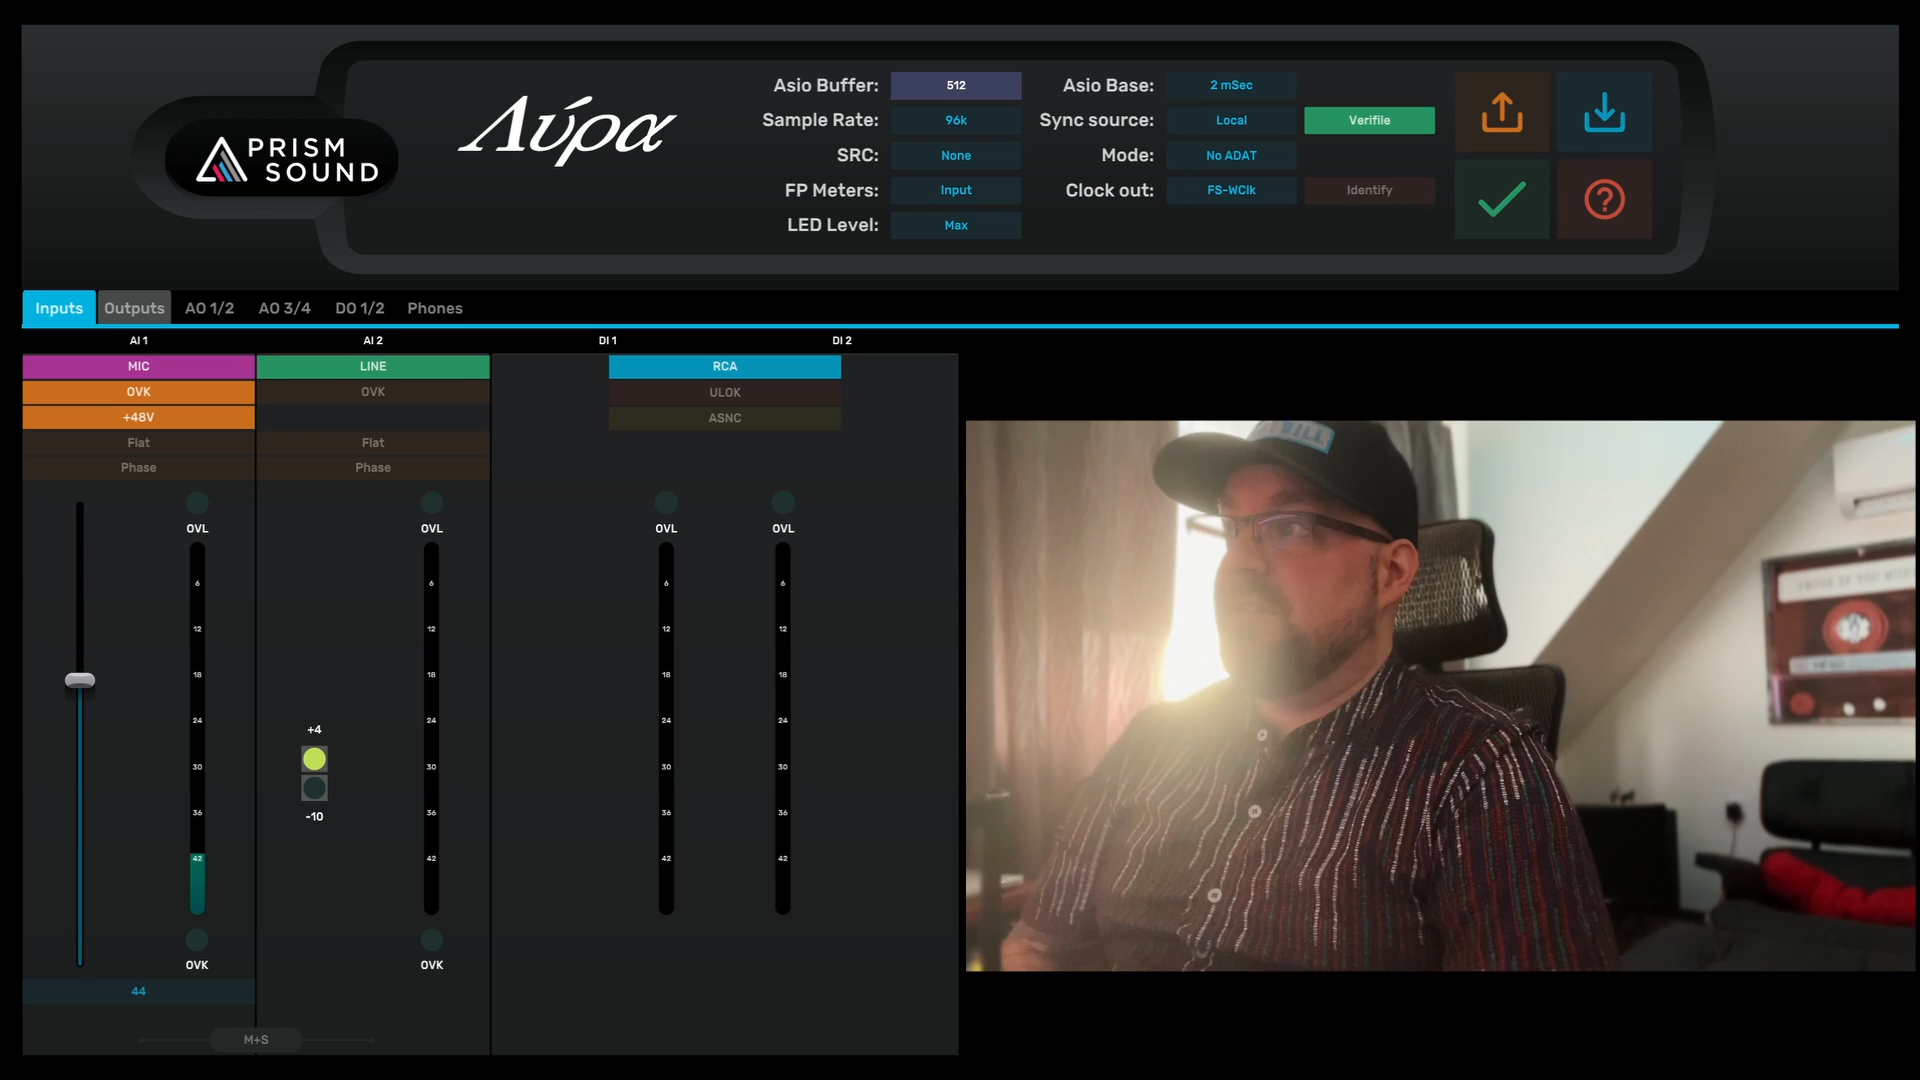 PRISM
SOUND
Λύρα
Asio Buffer: 512 Asio Base: 2 mSec
Sample Rate: 96k Sync source: Local Verifile
SRC: None Mode: No ADAT
FP Meters: Input Clock out: FS-WClk Identify
LED Level: Max
Inputs Outputs AO 1/2 AO 3/4 DO 1/2 Phones
AI 1 AI 2 DI 1 DI 2
MIC LINE RCA
OVK OVK ULOK
+48V ASNC
Flat Flat
Phase Phase
OVL OVL OVL OVL
6 6 6 6
12 12 12 12
18 18 18 18
24 24 24 24
+4
30 30 30 30
36 36 36 36
-10
42 42 42 42
OVK OVK
44
M+S